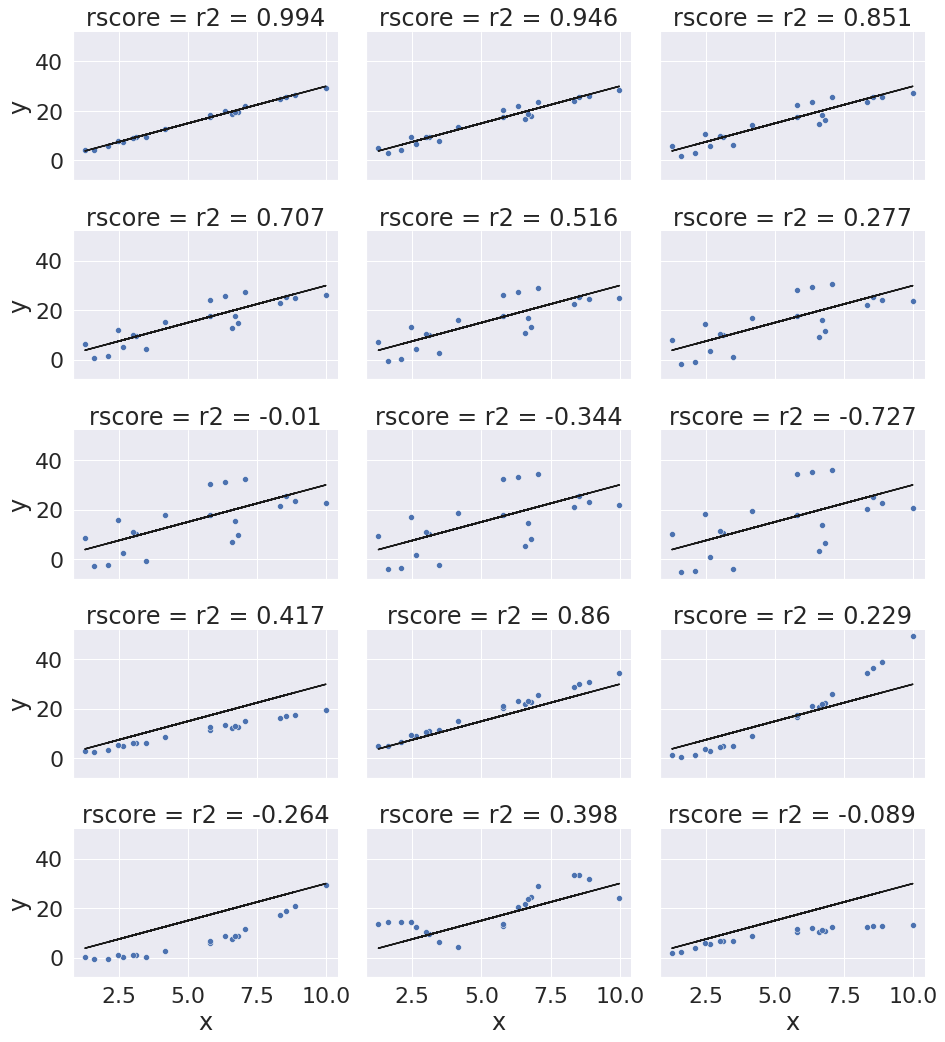 rscore = r2 = 0.994 rscore = r2 = 0.946 rscore = r2 = 0.851
40
20
0
y
rscore = r2 = 0.707 rscore = r2 = 0.516 rscore = r2 = 0.277
40
20
0
y
rscore = r2 = -0.01 rscore = r2 = -0.344 rscore = r2 = -0.727
40
20
0
y
rscore = r2 = 0.417 rscore = r2 = 0.86 rscore = r2 = 0.229
40
20
0
y
rscore = r2 = -0.264 rscore = r2 = 0.398 rscore = r2 = -0.089
40
20
0
y
2.5 5.0 7.5 10.0 2.5 5.0 7.5 10.0 2.5 5.0 7.5 10.0
x x x